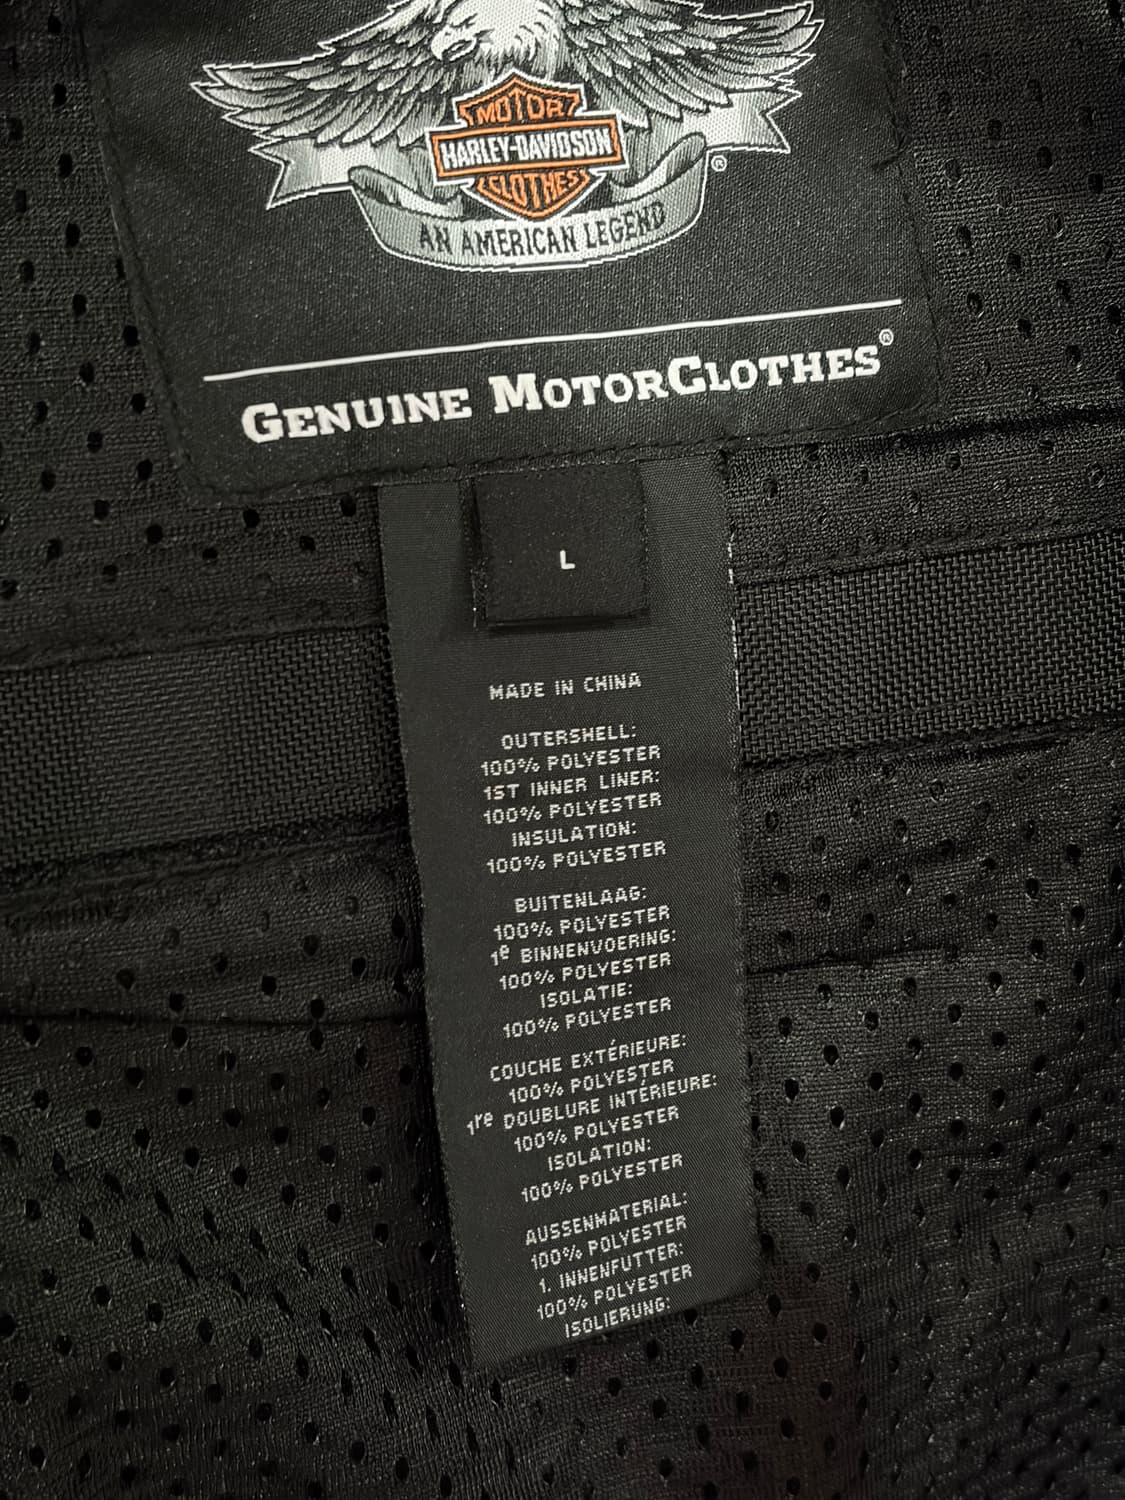 MOTOR
HARLEY-DAVIDSON
CLOTHES
®
AN AMERICAN LEGEND
GENUINE MOTORCLOTHES®
L
MADE IN CHINA
OUTERSHELL:
100% POLYESTER
1ST INNER LINER:
100% POLYESTER
INSULATION:
100% POLYESTER
BUITENLAAG:
100% POLYESTER
1e BINNENVOERING:
100% POLYESTER
ISOLATIE:
100% POLYESTER
COUCHE EXTÉRIEURE:
100% POLYESTER
1re DOUBLURE INTÉRIEURE:
100% POLYESTER
ISOLATION:
100% POLYESTER
AUSSENMATERIAL:
100% POLYESTER
1. INNENFUTTER:
100% POLYESTER
ISOLIERUNG: